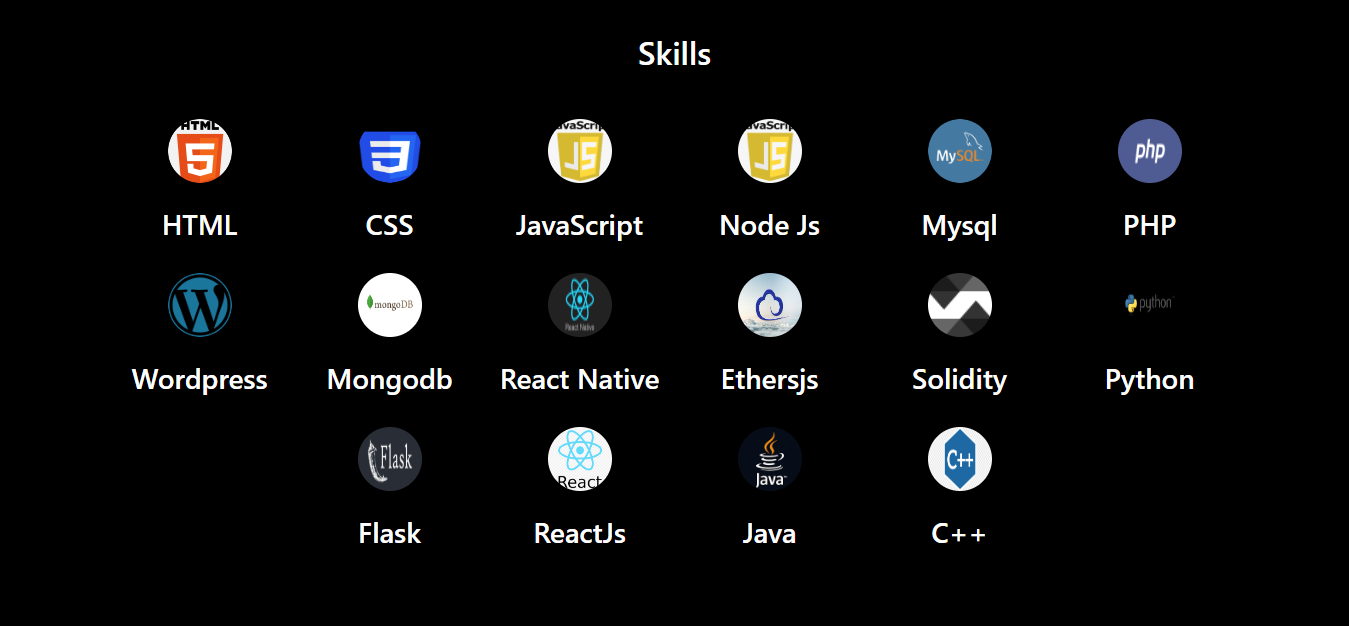 Skills
HTML
5
JavaScript
JS
JavaScript
JS
MySQL
php
HTML CSS JavaScript Node Js Mysql PHP
W
mongoDB
React Native
python
Wordpress Mongodb React Native Ethersjs Solidity Python
Flask
React
Java
C++
Flask ReactJs Java C++